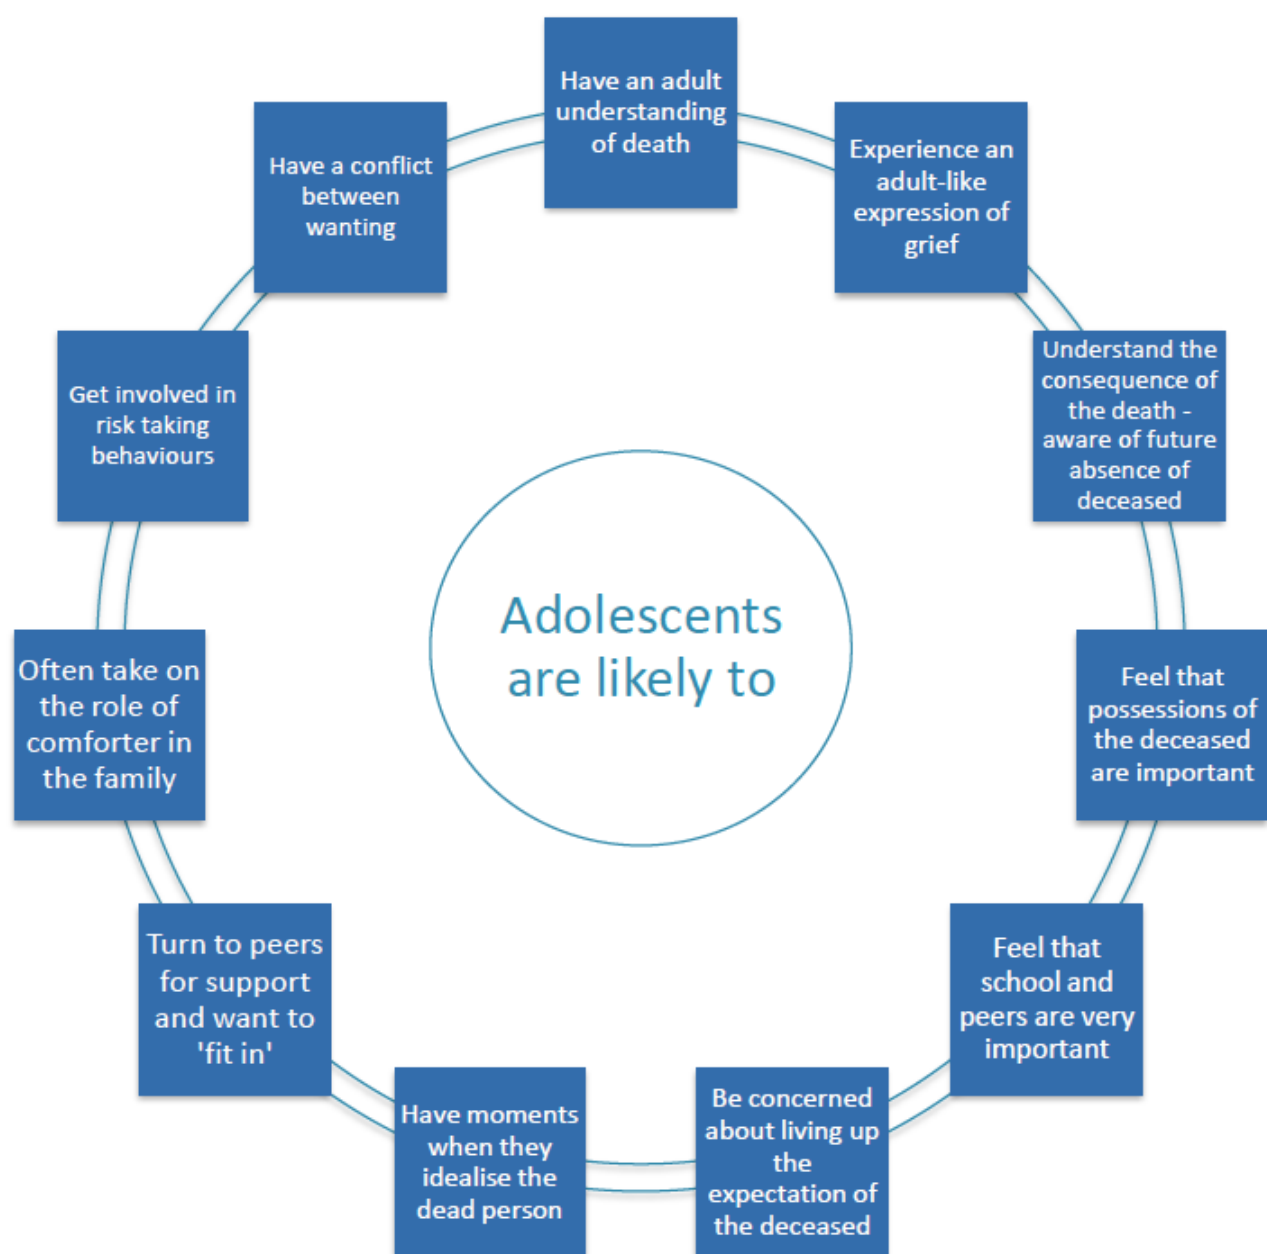 Have an adult
understanding
of death
Experience an
adult-like
expression of
grief
Understand the
consequence of
the death -
aware of future
absence of
deceased
Feel that
possessions of
the deceased
are important
Feel that
school and
peers are very
important
Be concerned
about living up
the
expectation of
the deceased
Have moments
when they
idealise the
dead person
Turn to peers
for support
and want to
'fit in'
Often take on
the role of
comforter in
the family
Get involved in
risk taking
behaviours
Have a conflict
between
wanting
Adolescents
are likely to